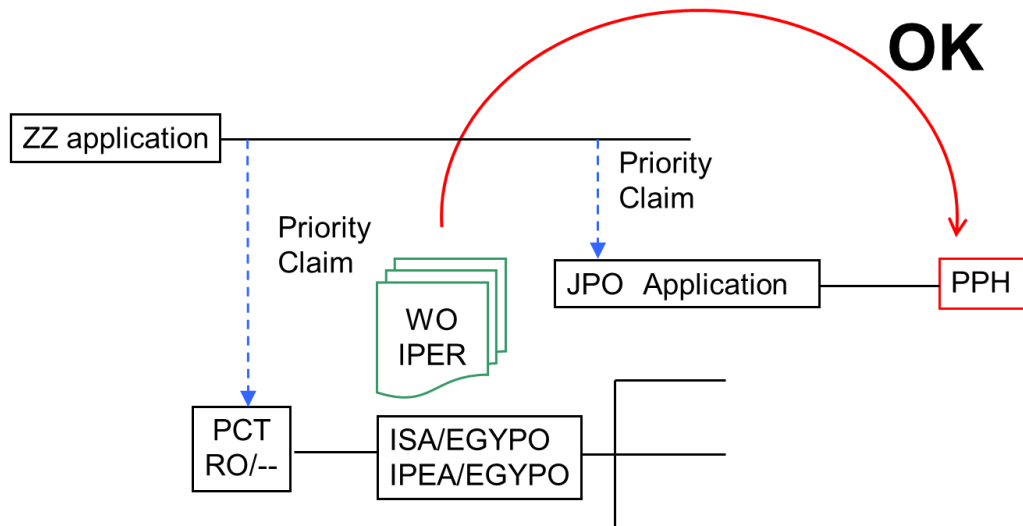 OK
ZZ application
Priority
Claim
Priority
Claim
JPO Application
PPH
WO
IPER
PCT
RO/--
ISA/EGYPO
IPEA/EGYPO